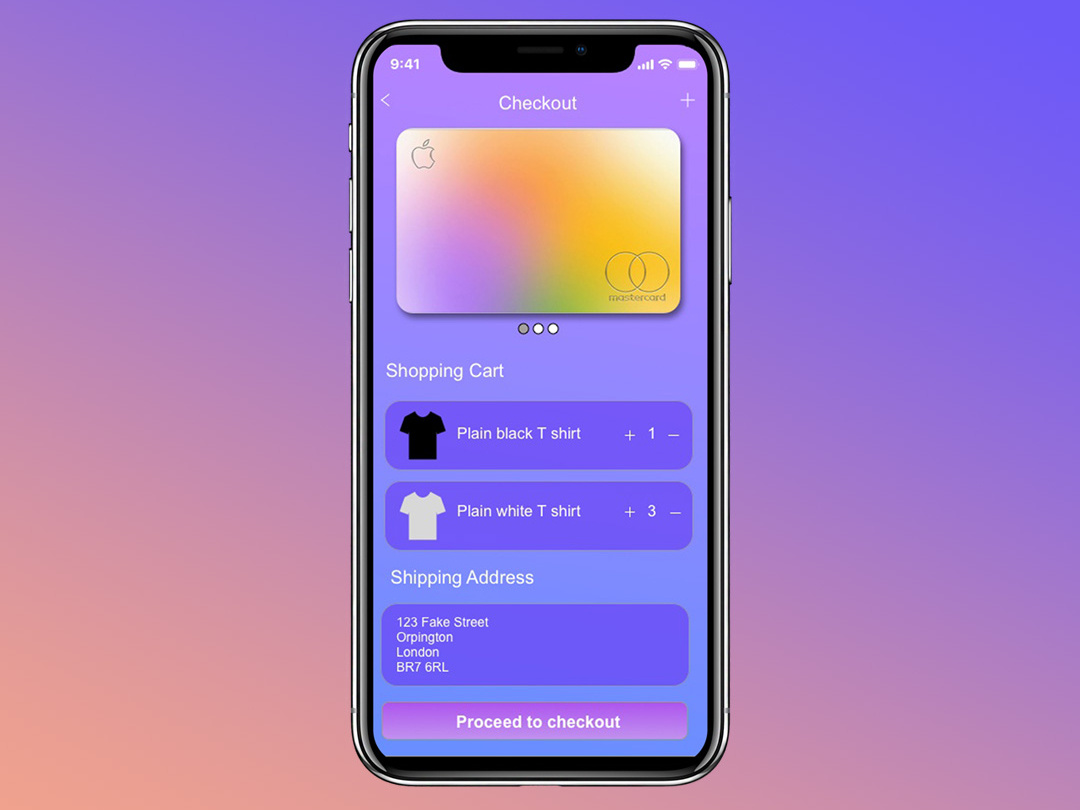 9:41
Checkout
mastercard
Shopping Cart
Plain black T shirt + 1 –
Plain white T shirt + 3 –
Shipping Address
123 Fake Street
Orpington
London
BR7 6RL
Proceed to checkout